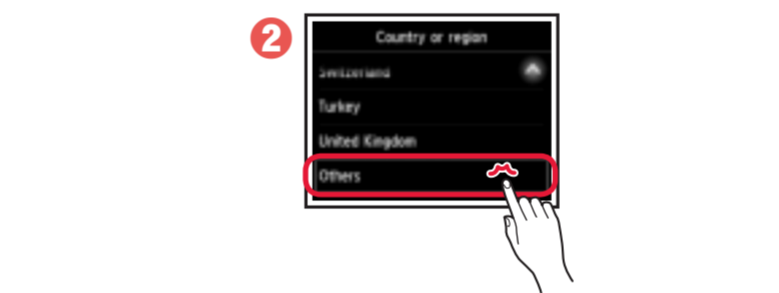 2
Country or region
Switzerland
Turkey
United Kingdom
Others